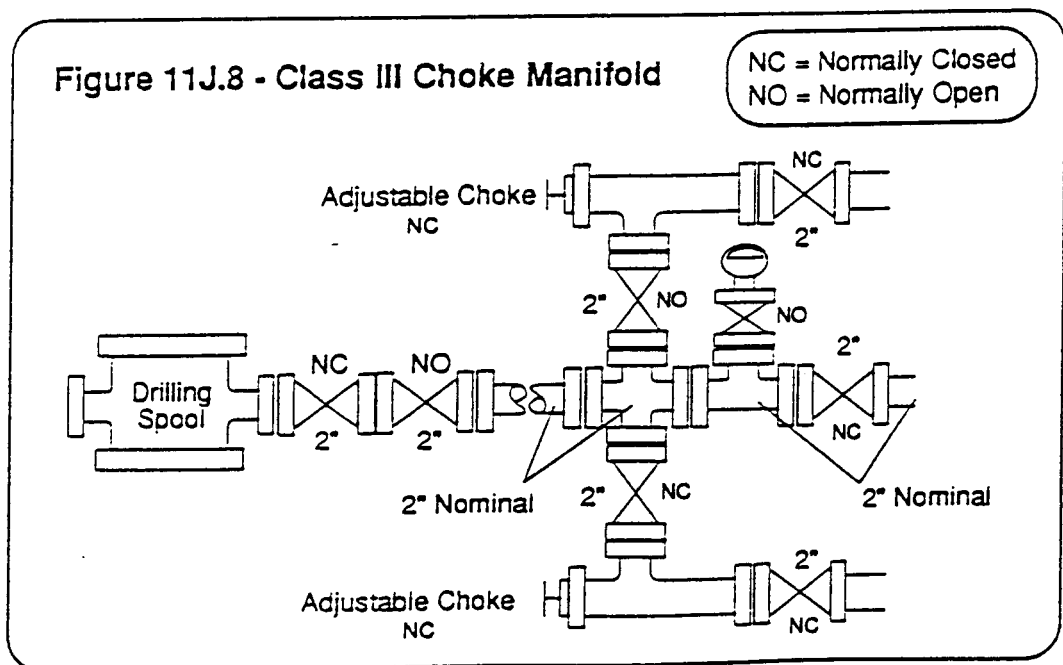 Figure 11J.8 - Class III Choke Manifold
NC = Normally Closed
NO = Normally Open
Adjustable Choke
NC
NC
2"
2"
NO
NO
2"
NC
NO
Drilling
Spool
2"
2"
NC
2" Nominal
2"
NC
2" Nominal
2"
Adjustable Choke
NC
NC